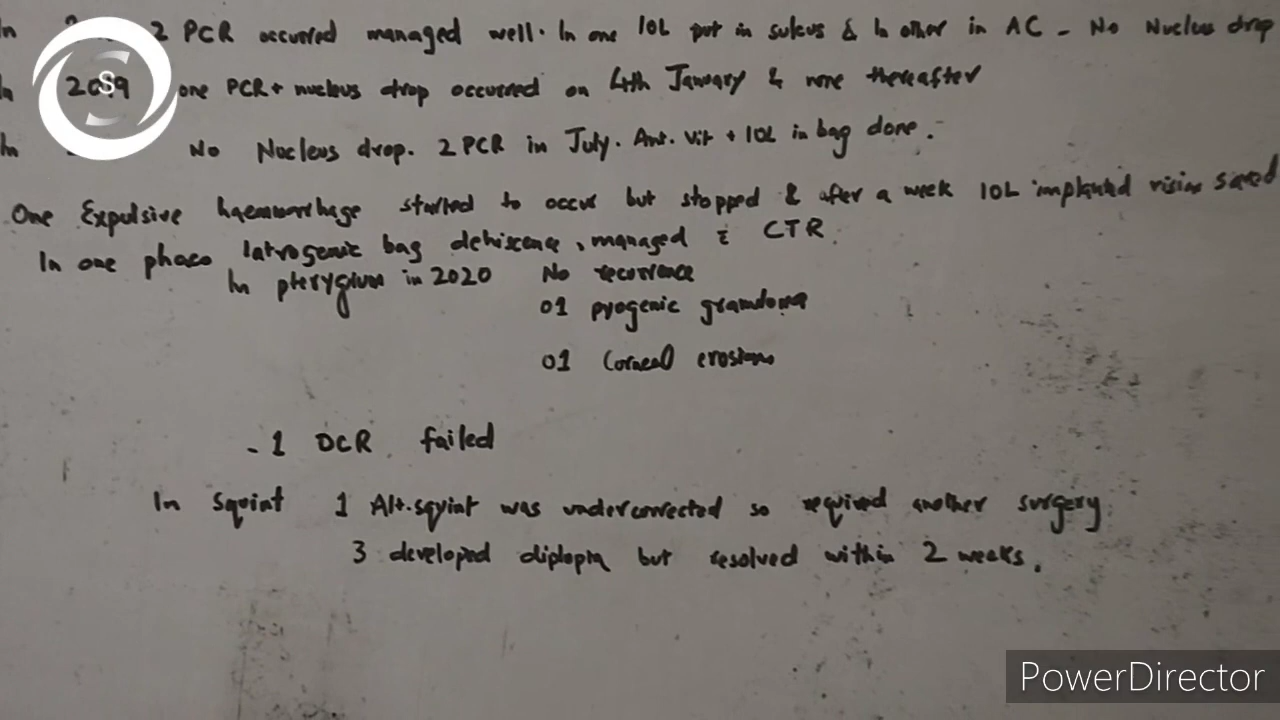 In 2 PCR occurred managed well. In one IOL put in sulcus & In other in AC - No Nucleus drop
In 2019 one PCR + nucleus drop occurred on 4th January & none thereafter
In No Nucleus drop. 2 PCR in July. Ant. Vit + IOL in bag done.
One Expulsive haemorrhage started to occur but stopped & after a week IOL implanted vision saved
In one phaco Iatrogenic bag dehiscence, managed c̄ CTR.
In pterygium in 2020 No recurrence
01 pyogenic granuloma
01 Corneal erosions
- 1 DCR failed
In Squint 1 Alt. squint was undercorrected so required another surgery
3 developed diplopia but resolved within 2 weeks.
S
PowerDirector